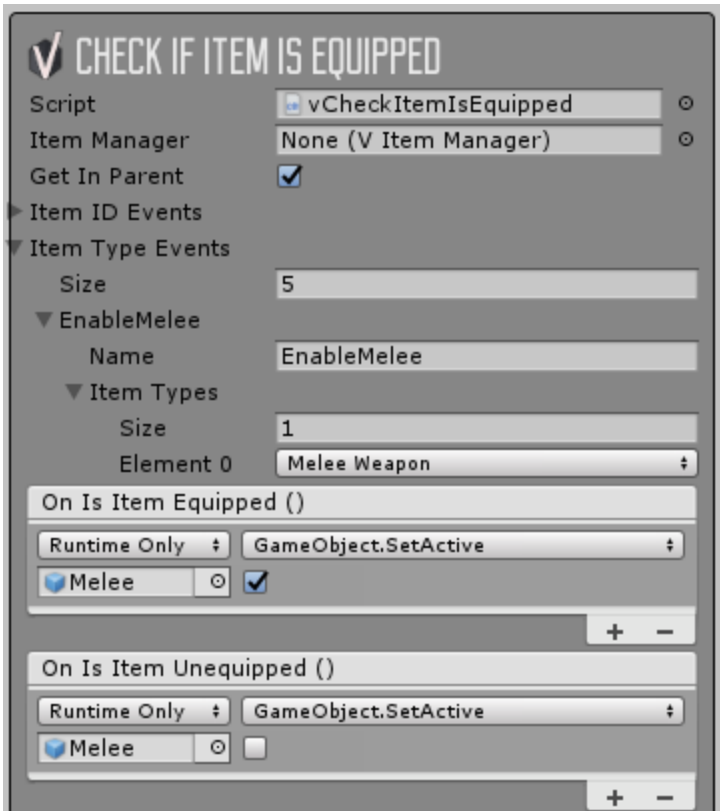 CHECK IF ITEM IS EQUIPPED
Script vCheckItemIsEquipped
Item Manager None (V Item Manager)
Get In Parent
Item ID Events
Item Type Events
Size 5
EnableMelee
Name EnableMelee
Item Types
Size 1
Element 0 Melee Weapon
On Is Item Equipped ()
Runtime Only GameObject.SetActive
Melee
+ −
On Is Item Unequipped ()
Runtime Only GameObject.SetActive
Melee
+ −